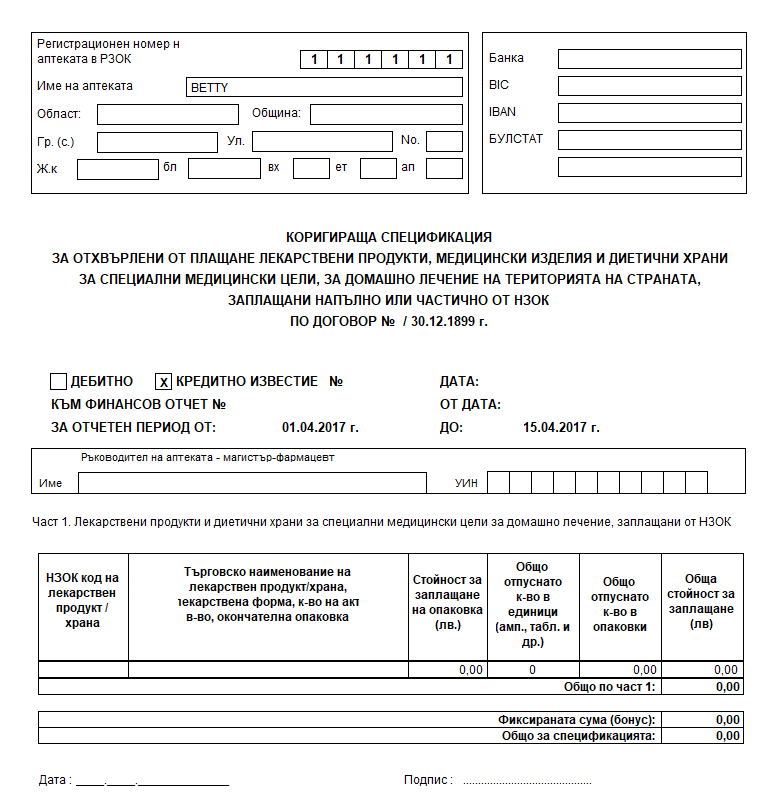 Регистрационен номер н
аптеката в РЗОК 1 1 1 1 1 1
Име на аптеката BETTY
Област: Община:
Гр. (с.) Ул. No.
Ж.к бл вх ет ап
Банка
BIC
IBAN
БУЛСТАТ
КОРИГИРАЩА СПЕЦИФИКАЦИЯ
ЗА ОТХВЪРЛЕНИ ОТ ПЛАЩАНЕ ЛЕКАРСТВЕНИ ПРОДУКТИ, МЕДИЦИНСКИ ИЗДЕЛИЯ И ДИЕТИЧНИ ХРАНИ
ЗА СПЕЦИАЛНИ МЕДИЦИНСКИ ЦЕЛИ, ЗА ДОМАШНО ЛЕЧЕНИЕ НА ТЕРИТОРИЯТА НА СТРАНАТА,
ЗАПЛАЩАНИ НАПЪЛНО ИЛИ ЧАСТИЧНО ОТ НЗОК
ПО ДОГОВОР № / 30.12.1899 г.
ДЕБИТНО X КРЕДИТНО ИЗВЕСТИЕ № ДАТА:
КЪМ ФИНАНСОВ ОТЧЕТ № ОТ ДАТА:
ЗА ОТЧЕТЕН ПЕРИОД ОТ: 01.04.2017 г. ДО: 15.04.2017 г.
Ръководител на аптеката - магистър-фармацевт
Име УИН
Част 1. Лекарствени продукти и диетични храни за специални медицински цели за домашно лечение, заплащани от НЗОК
НЗОК код на
лекарствен
продукт /
храна
Търговско наименование на
лекарствен продукт/храна,
лекарствена форма, к-во на акт
в-во, окончателна опаковка
Стойност за
заплащане
на опаковка
(лв.)
Общо
отпуснато
к-во в
единици
(амп., табл. и
др.)
Общо
отпуснато
к-во в
опаковки
Обща
стойност за
заплащане
(лв)
0,00 0 0,00 0,00
Общо по част 1: 0,00
Фиксираната сума (бонус): 0,00
Общо за спецификацията: 0,00
Дата : ____.____.______________ Подпис : ...........................................